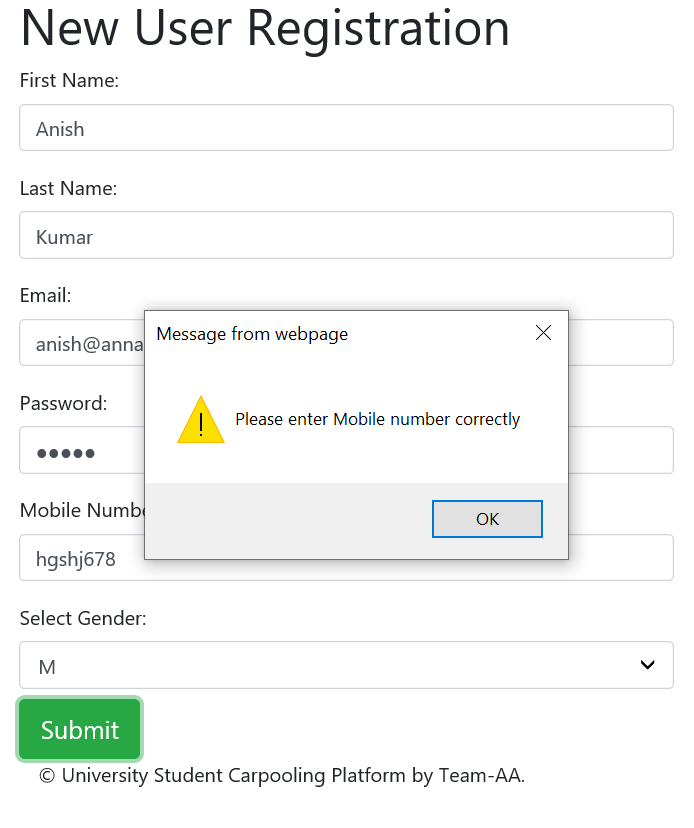 New User Registration
First Name:
Anish
Last Name:
Kumar
Email:
anish@anna
Message from webpage
Password:
Please enter Mobile number correctly
●●●●●
Mobile Numbe
OK
hgshj678
Select Gender:
M
Submit
© University Student Carpooling Platform by Team-AA.